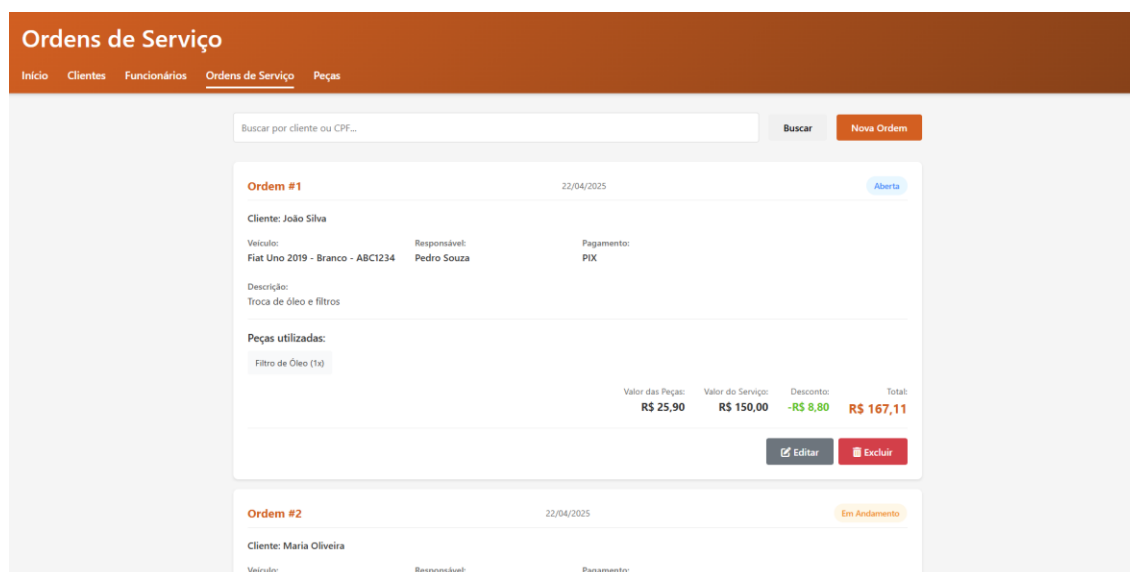 Ordens de Serviço
Início Clientes Funcionários Ordens de Serviço Peças
Buscar por cliente ou CPF... Buscar Nova Ordem
Ordem #1 22/04/2025 Aberta
Cliente: João Silva
Veículo: Responsável: Pagamento:
Fiat Uno 2019 - Branco - ABC1234 Pedro Souza PIX
Descrição:
Troca de óleo e filtros
Peças utilizadas:
Filtro de Óleo (1x)
Valor das Peças: Valor do Serviço: Desconto: Total:
R$ 25,90 R$ 150,00 -R$ 8,80 R$ 167,11
Editar Excluir
Ordem #2 22/04/2025 Em Andamento
Cliente: Maria Oliveira
Veículo: Responsável: Pagamento: